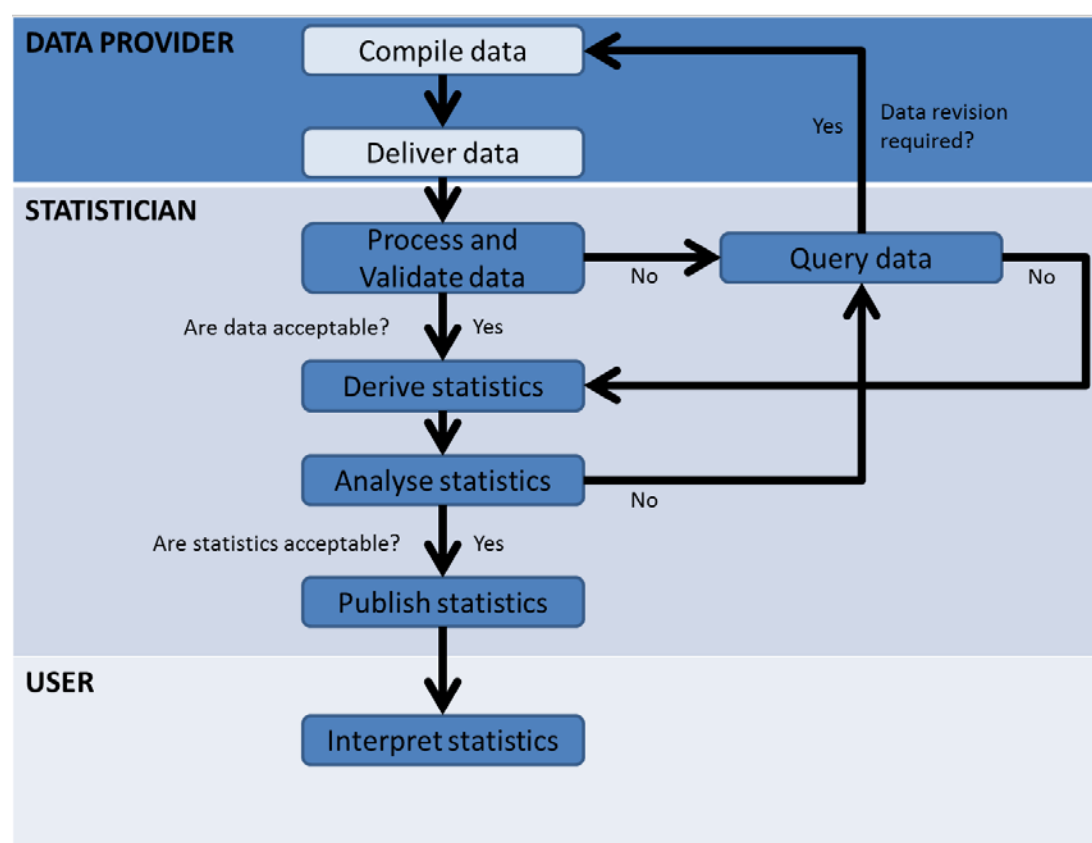 DATA PROVIDER
Compile data
Deliver data
Yes
Data revision
required?
STATISTICIAN
Process and
Validate data
No
Query data
No
Are data acceptable?
Yes
Derive statistics
Analyse statistics
No
Are statistics acceptable?
Yes
Publish statistics
USER
Interpret statistics